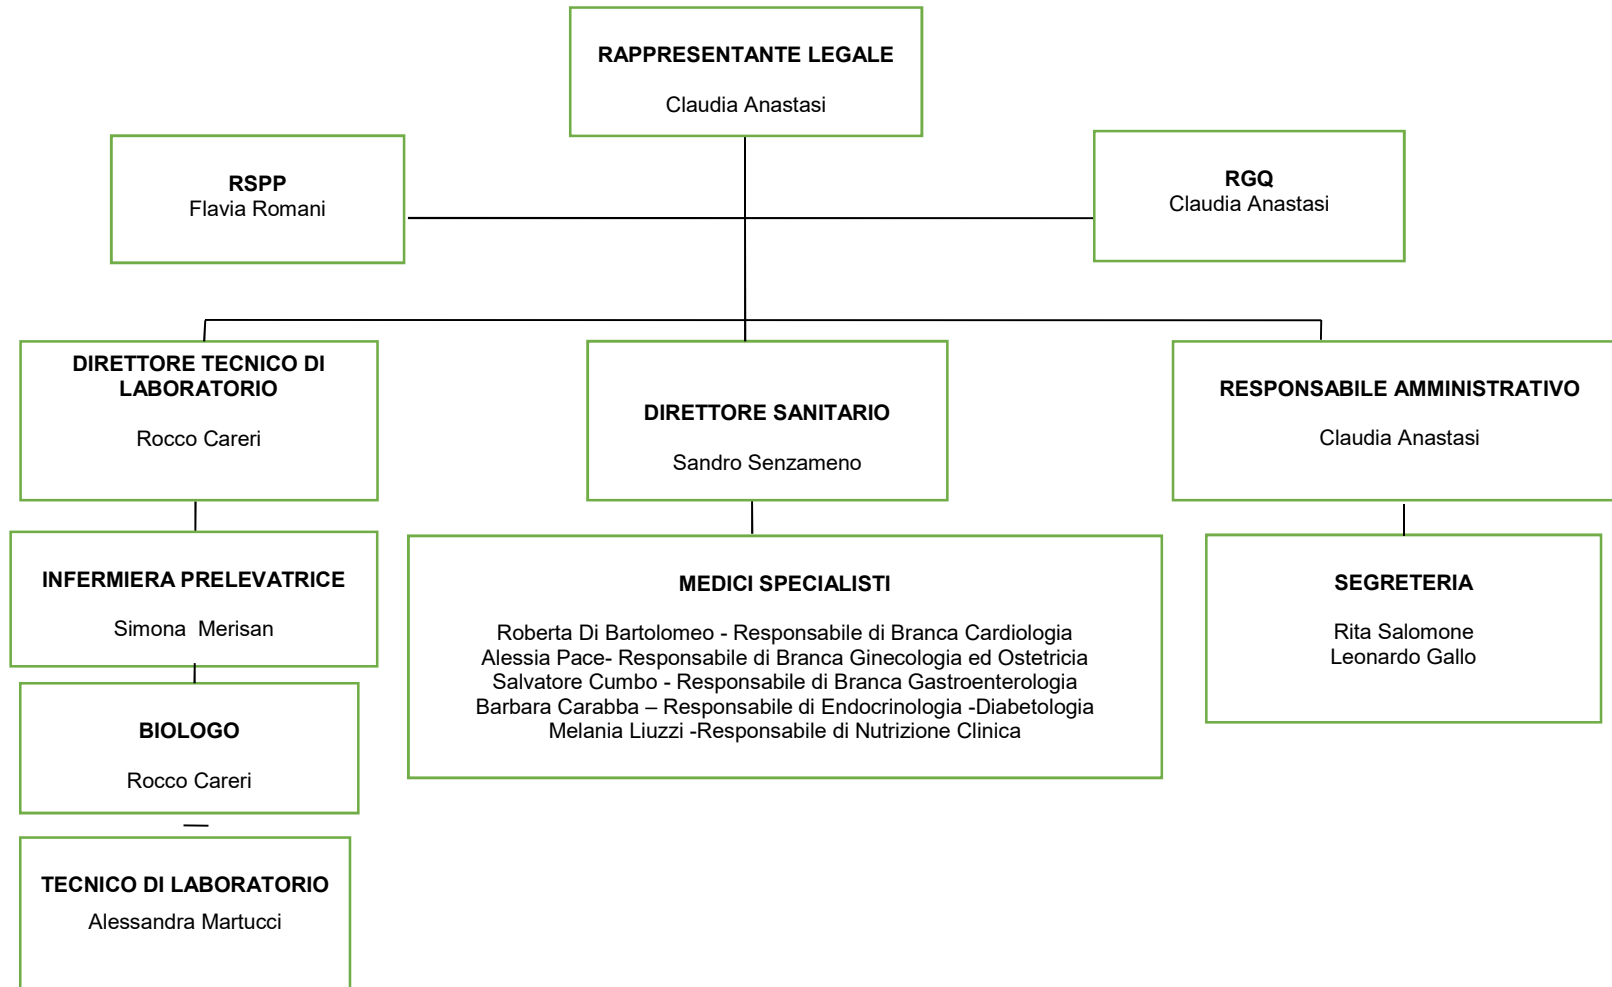 RAPPRESENTANTE LEGALE
Claudia Anastasi
RSPP
Flavia Romani
RGQ
Claudia Anastasi
DIRETTORE TECNICO DI
LABORATORIO
Rocco Careri
DIRETTORE SANITARIO
Sandro Senzameno
RESPONSABILE AMMINISTRATIVO
Claudia Anastasi
INFERMIERA PRELEVATRICE
Simona  Merisan
MEDICI SPECIALISTI
Roberta Di Bartolomeo - Responsabile di Branca Cardiologia
Alessia Pace- Responsabile di Branca Ginecologia ed Ostetricia
Salvatore Cumbo - Responsabile di Branca Gastroenterologia
Barbara Carabba – Responsabile di Endocrinologia -Diabetologia
Melania Liuzzi -Responsabile di Nutrizione Clinica
SEGRETERIA
Rita Salomone
Leonardo Gallo
BIOLOGO
Rocco Careri
TECNICO DI LABORATORIO
Alessandra Martucci